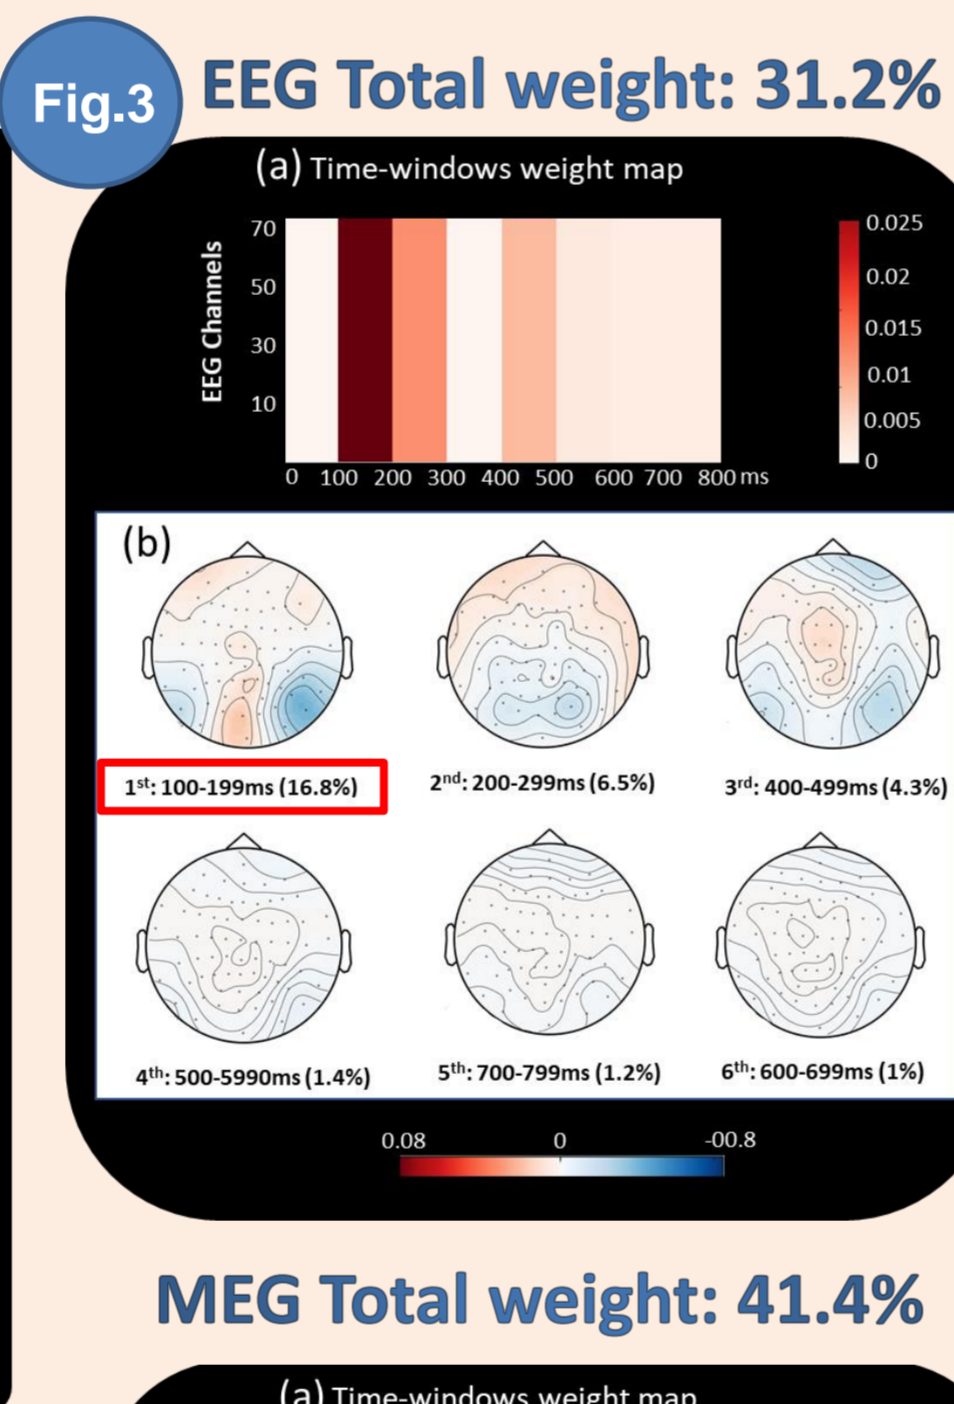 Fig.3
EEG Total weight: 31.2%
(a) Time-windows weight map
EEG Channels
70
50
30
10
0 100 200 300 400 500 600 700 800 ms
0.025
0.02
0.015
0.01
0.005
0
(b)
1st: 100-199ms (16.8%)
2nd: 200-299ms (6.5%)
3rd: 400-499ms (4.3%)
4th: 500-5990ms (1.4%)
5th: 700-799ms (1.2%)
6th: 600-699ms (1%)
0.08 0 -00.8
MEG Total weight: 41.4%
(a) Time-windows weight map